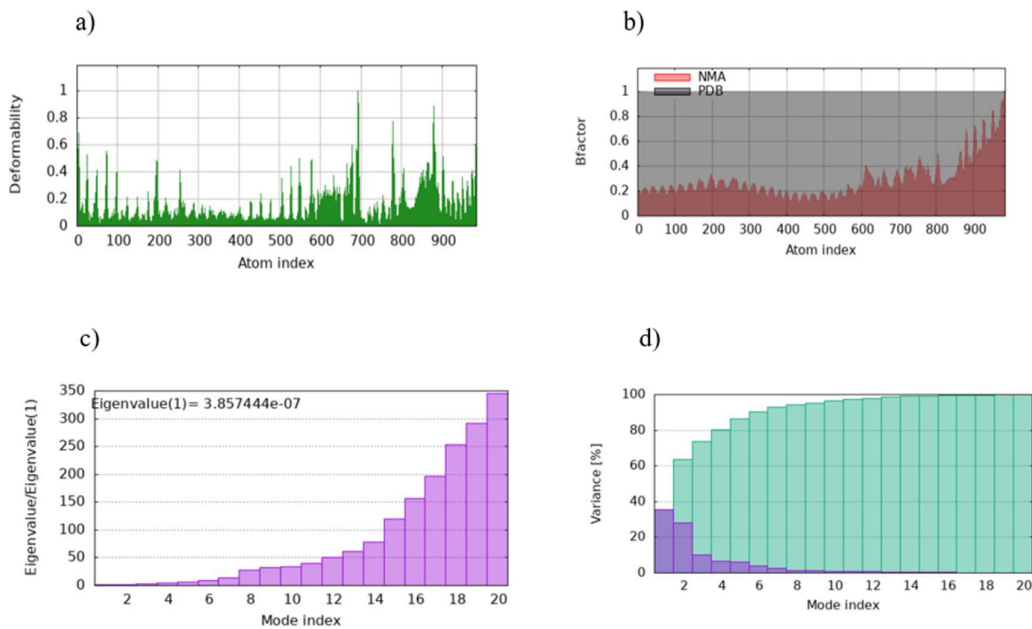 a)
b)
1
0.8
0.6
0.4
0.2
0
Deformability
0 100 200 300 400 500 600 700 800 900
Atom index
NMA
PDB
1
0.8
0.6
0.4
0.2
0
Bfactor
0 100 200 300 400 500 600 700 800 900
Atom index
c)
d)
350
300
250
200
150
100
50
0
Eigenvalue/Eigenvalue(1)
Eigenvalue(1)= 3.857444e-07
2 4 6 8 10 12 14 16 18 20
Mode index
100
80
60
40
20
0
Variance [%]
2 4 6 8 10 12 14 16 18 20
Mode index